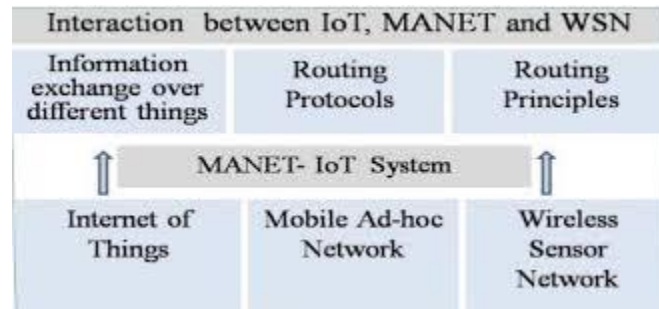 Interaction between IoT, MANET and WSN
Information
exchange over
different things
Routing
Protocols
Routing
Principles
MANET- IoT System
Internet of
Things
Mobile Ad-hoc
Network
Wireless
Sensor
Network